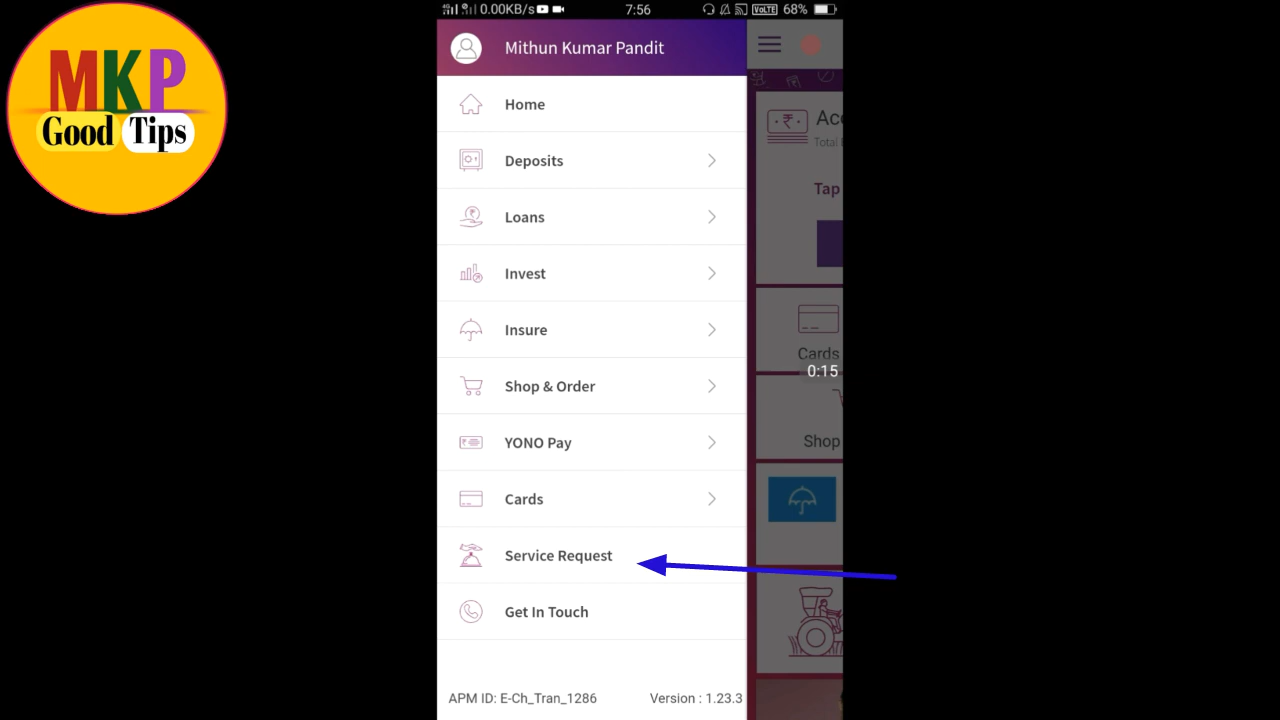 MKP
Good Tips
0.00KB/s 7:56 VoLTE 68%
Mithun Kumar Pandit
Home
Deposits
Loans
Invest
Insure
Shop & Order
YONO Pay
Cards
Service Request
Get In Touch
APM ID: E-Ch_Tran_1286 Version : 1.23.3
Total
Tap
Cards
0:15
Shop